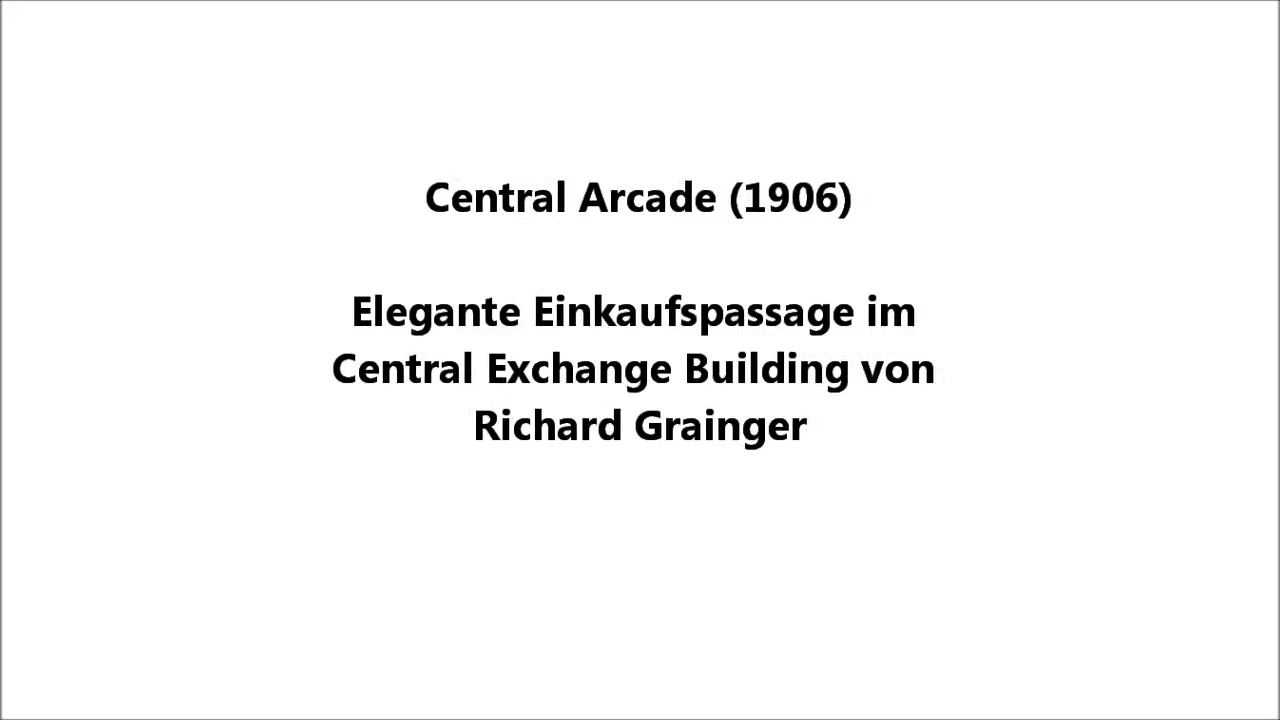 Central Arcade (1906)
Elegante Einkaufspassage im
Central Exchange Building von
Richard Grainger